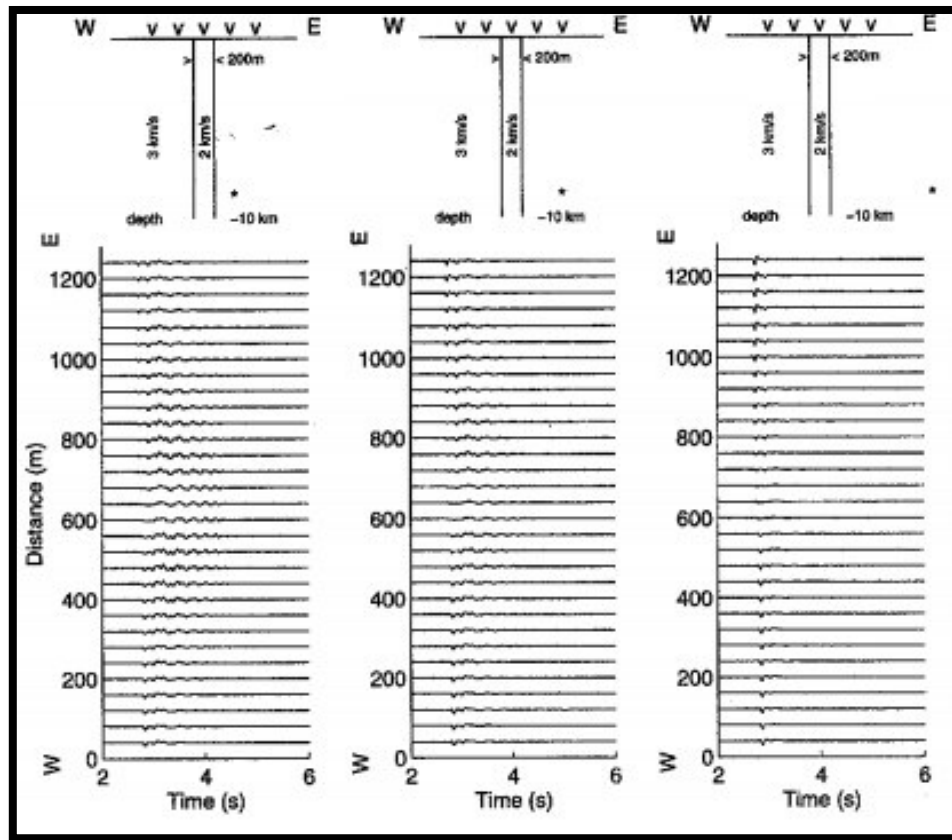 W V V V V V E
> < 200m
3 km/s
2 km/s
*
depth ~10 km
W V V V V V E
> < 200m
3 km/s
2 km/s
*
depth ~10 km
W V V V V V E
> < 200m
3 km/s
2 km/s
*
depth ~10 km
E
1200
1000
800
600
400
200
0
W
Distance (m)
2 4 6
Time (s)
E
1200
1000
800
600
400
200
0
W
2 4 6
Time (s)
E
1200
1000
800
600
400
200
0
W
2 4 6
Time (s)